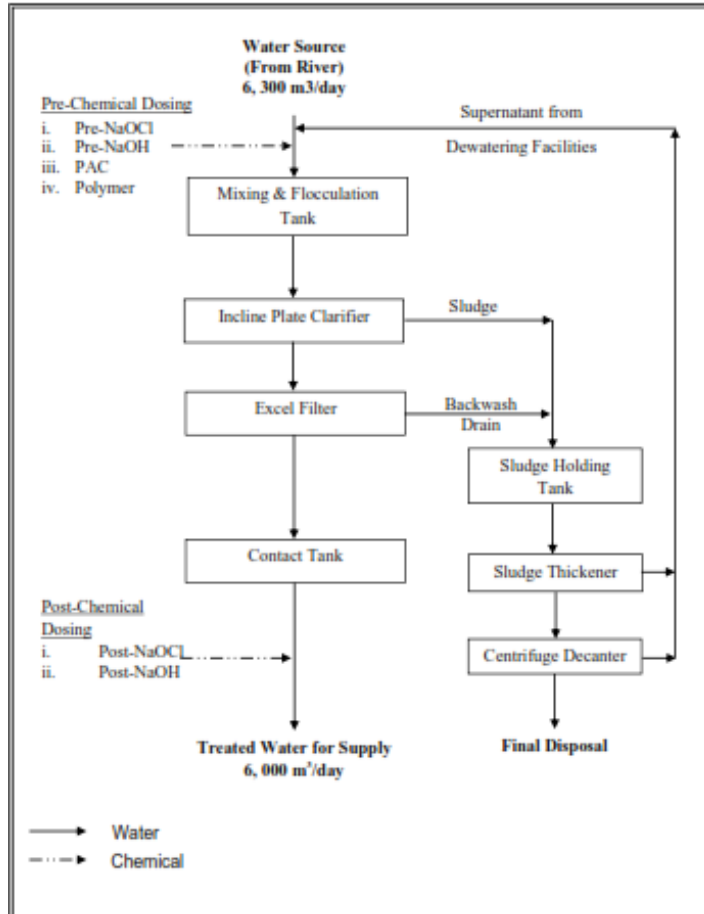 Water Source
(From River)
6, 300 m3/day
Pre-Chemical Dosing
i. Pre-NaOCl
ii. Pre-NaOH
iii. PAC
iv. Polymer
Supernatant from
Dewatering Facilities
Mixing & Flocculation
Tank
Incline Plate Clarifier
Sludge
Excel Filter
Backwash
Drain
Sludge Holding
Tank
Contact Tank
Sludge Thickener
Post-Chemical
Dosing
i. Post-NaOCl
ii. Post-NaOH
Centrifuge Decanter
Treated Water for Supply
6, 000 m³/day
Final Disposal
Water
Chemical